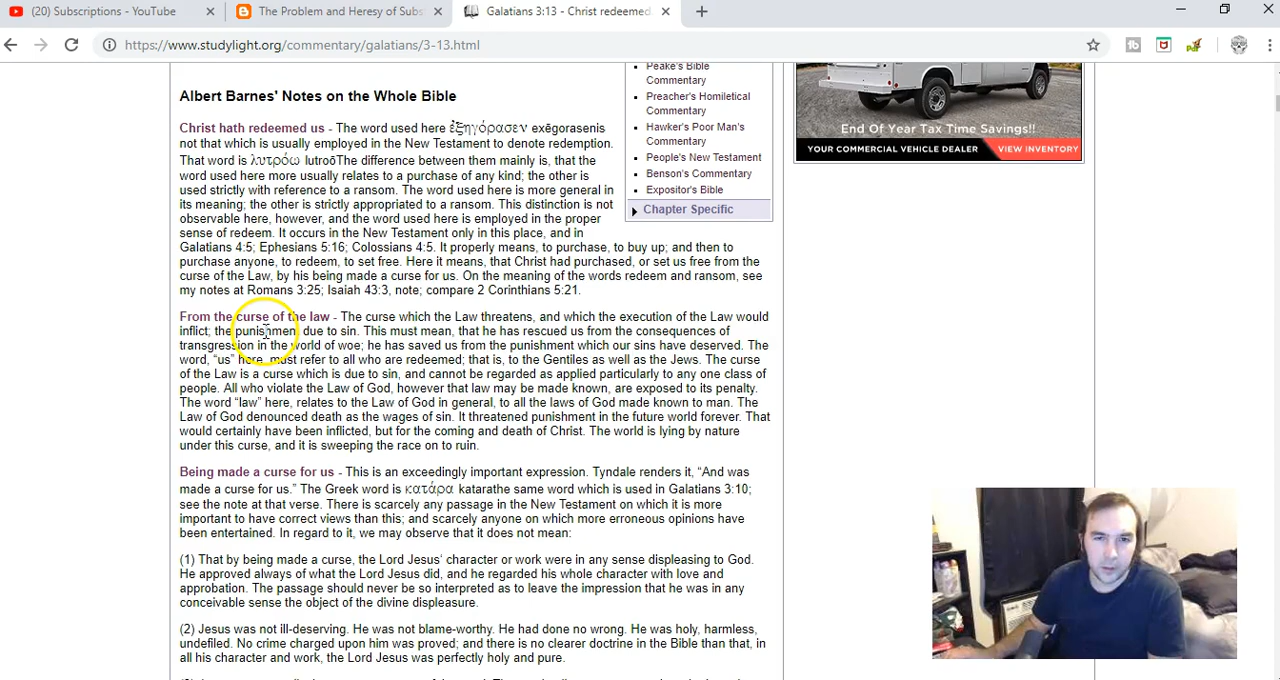 (20) Subscriptions - YouTube
The Problem and Heresy of Subs
Galatians 3:13 - Christ redeemed
https://www.studylight.org/commentary/galatians/3-13.html
Albert Barnes' Notes on the Whole Bible
Christ hath redeemed us - The word used here ἐξηγόρασεν exēgorasenis
not that which is usually employed in the New Testament to denote redemption.
That word is λυτρόω lutroōThe difference between them mainly is, that the
word used here more usually relates to a purchase of any kind; the other is
used strictly with reference to a ransom. The word used here is more general in
its meaning; the other is strictly appropriated to a ransom. This distinction is not
observable here, however, and the word used here is employed in the proper
sense of redeem. It occurs in the New Testament only in this place, and in
Galatians 4:5; Ephesians 5:16; Colossians 4:5. It properly means, to purchase, to buy up; and then to
purchase anyone, to redeem, to set free. Here it means, that Christ had purchased, or set us free from the
curse of the Law, by his being made a curse for us. On the meaning of the words redeem and ransom, see
my notes at Romans 3:25; Isaiah 43:3, note; compare 2 Corinthians 5:21.
From the curse of the law - The curse which the Law threatens, and which the execution of the Law would
inflict; the punishment due to sin. This must mean, that he has rescued us from the consequences of
transgression in the world of woe; he has saved us from the punishment which our sins have deserved. The
word, “us” here, must refer to all who are redeemed; that is, to the Gentiles as well as the Jews. The curse
of the Law is a curse which is due to sin, and cannot be regarded as applied particularly to any one class of
people. All who violate the Law of God, however that law may be made known, are exposed to its penalty.
The word “law” here, relates to the Law of God in general, to all the laws of God made known to man. The
Law of God denounced death as the wages of sin. It threatened punishment in the future world forever. That
would certainly have been inflicted, but for the coming and death of Christ. The world is lying by nature
under this curse, and it is sweeping the race on to ruin.
Being made a curse for us - This is an exceedingly important expression. Tyndale renders it, “And was
made a curse for us.” The Greek word is κατάρα katarathe same word which is used in Galatians 3:10;
see the note at that verse. There is scarcely any passage in the New Testament on which it is more
important to have correct views than this; and scarcely anyone on which more erroneous opinions have
been entertained. In regard to it, we may observe that it does not mean:
(1) That by being made a curse, the Lord Jesus‘ character or work were in any sense displeasing to God.
He approved always of what the Lord Jesus did, and he regarded his whole character with love and
approbation. The passage should never be so interpreted as to leave the impression that he was in any
conceivable sense the object of the divine displeasure.
(2) Jesus was not ill-deserving. He was not blame-worthy. He had done no wrong. He was holy, harmless,
undefiled. No crime charged upon him was proved; and there is no clearer doctrine in the Bible than that, in
all his character and work, the Lord Jesus was perfectly holy and pure.
Peake's Bible
Commentary
Preacher's Homiletical
Commentary
Hawker's Poor Man's
Commentary
People's New Testament
Benson's Commentary
Expositor's Bible
Chapter Specific
End Of Year Tax Time Savings!!
YOUR COMMERCIAL VEHICLE DEALER
VIEW INVENTORY